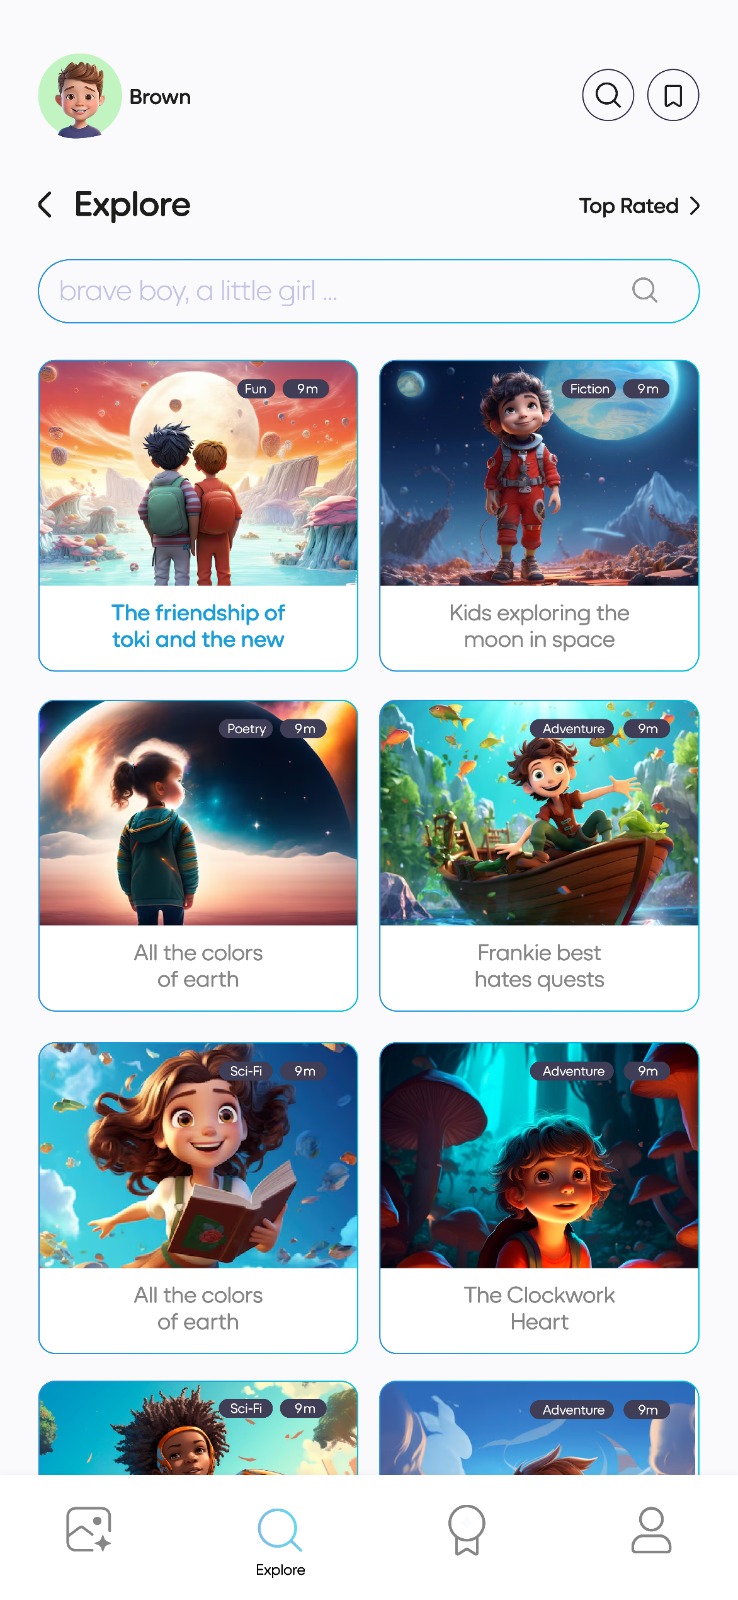 Brown
Explore
Top Rated
brave boy, a little girl ...
Fun 9m
Fiction 9m
The friendship of
toki and the new
Kids exploring the
moon in space
Poetry 9m
Adventure 9m
All the colors
of earth
Frankie best
hates quests
Sci-Fi 9m
Adventure 9m
All the colors
of earth
The Clockwork
Heart
Sci-Fi 9m
Adventure 9m
Explore